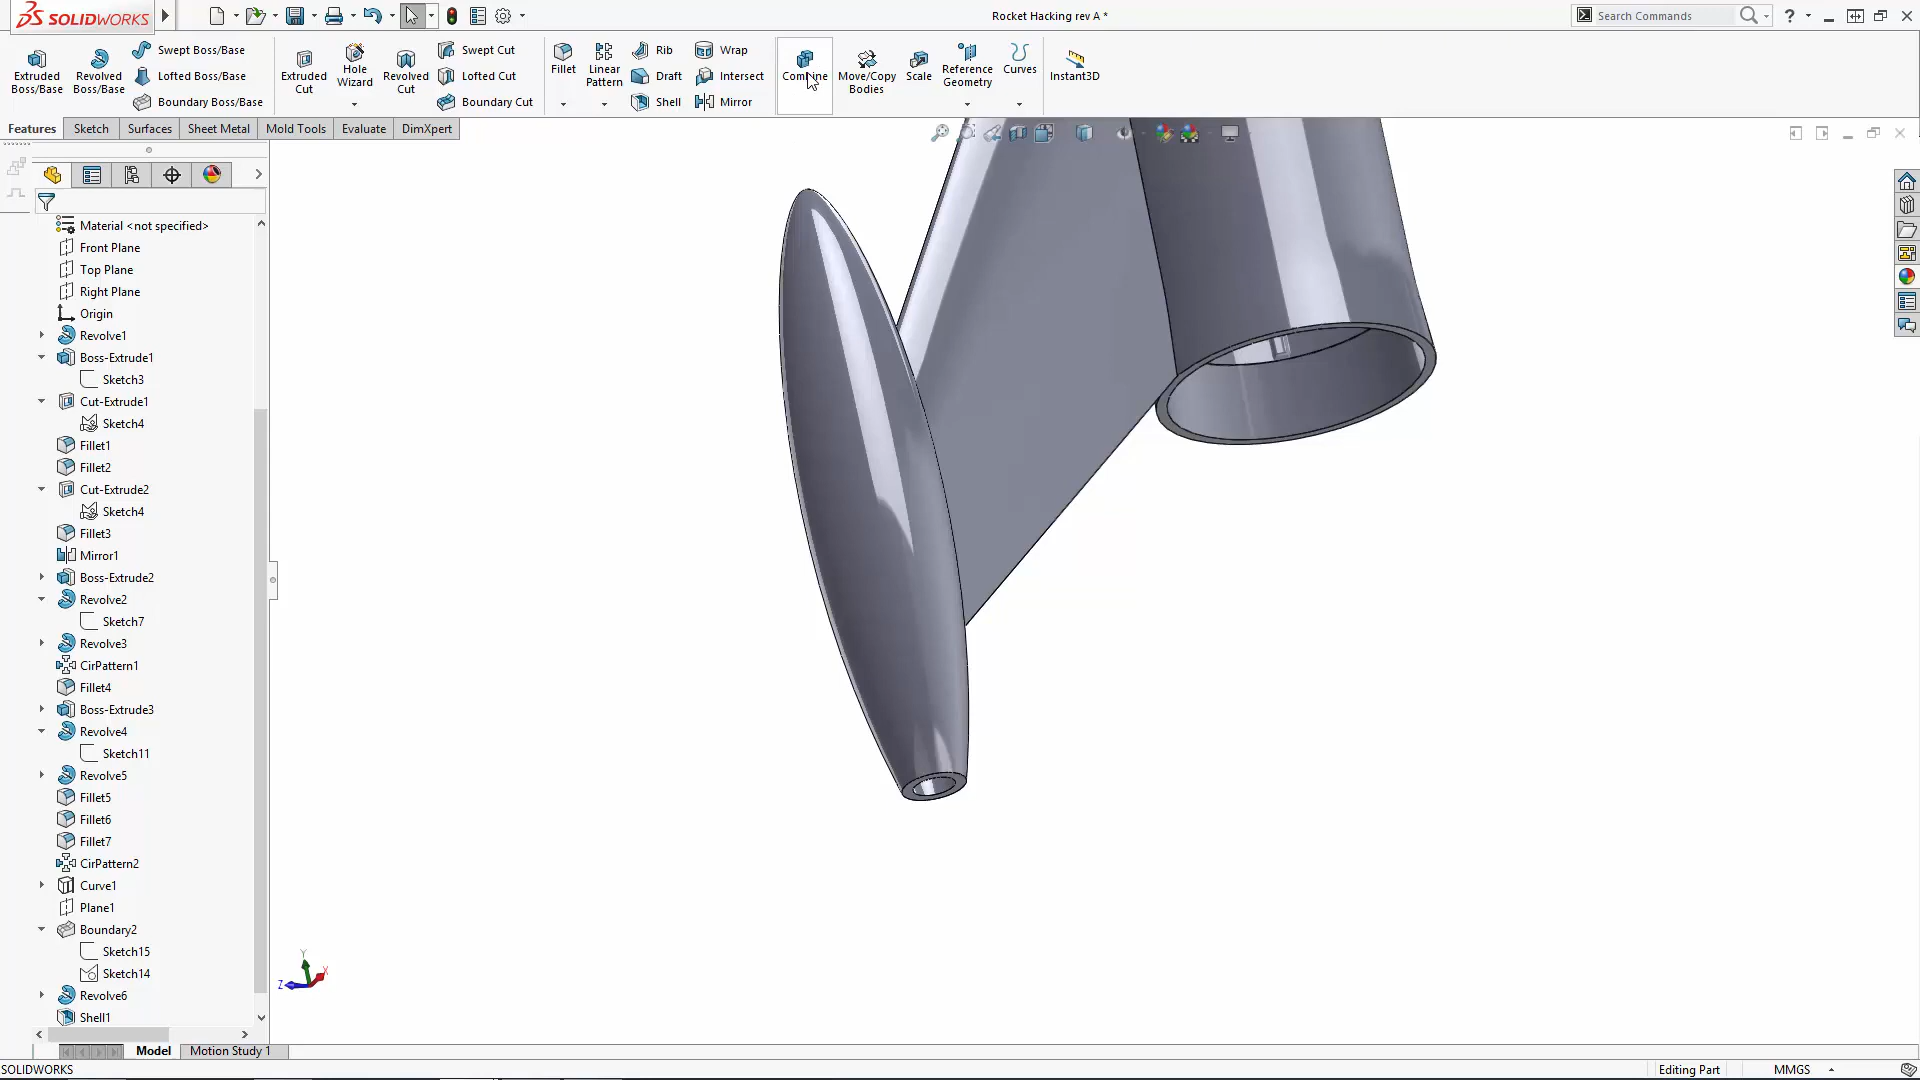 SOLIDWORKS
Rocket Hacking rev A *
Search Commands
Extruded Boss/Base
Revolved Boss/Base
Swept Boss/Base
Lofted Boss/Base
Boundary Boss/Base
Extruded Cut
Hole Wizard
Revolved Cut
Swept Cut
Lofted Cut
Boundary Cut
Fillet
Linear Pattern
Rib
Draft
Shell
Wrap
Intersect
Mirror
Combine
Move/Copy Bodies
Scale
Reference Geometry
Curves
Instant3D
Features
Sketch
Surfaces
Sheet Metal
Mold Tools
Evaluate
DimXpert
Material <not specified>
Front Plane
Top Plane
Right Plane
Origin
Revolve1
Boss-Extrude1
Sketch3
Cut-Extrude1
Sketch4
Fillet1
Fillet2
Cut-Extrude2
Sketch4
Fillet3
Mirror1
Boss-Extrude2
Revolve2
Sketch7
Revolve3
CirPattern1
Fillet4
Boss-Extrude3
Revolve4
Sketch11
Revolve5
Fillet5
Fillet6
Fillet7
CirPattern2
Curve1
Plane1
Boundary2
Sketch15
Sketch14
Revolve6
Shell1
Y
X
Z
Model
Motion Study 1
SOLIDWORKS
Editing Part
MMGS